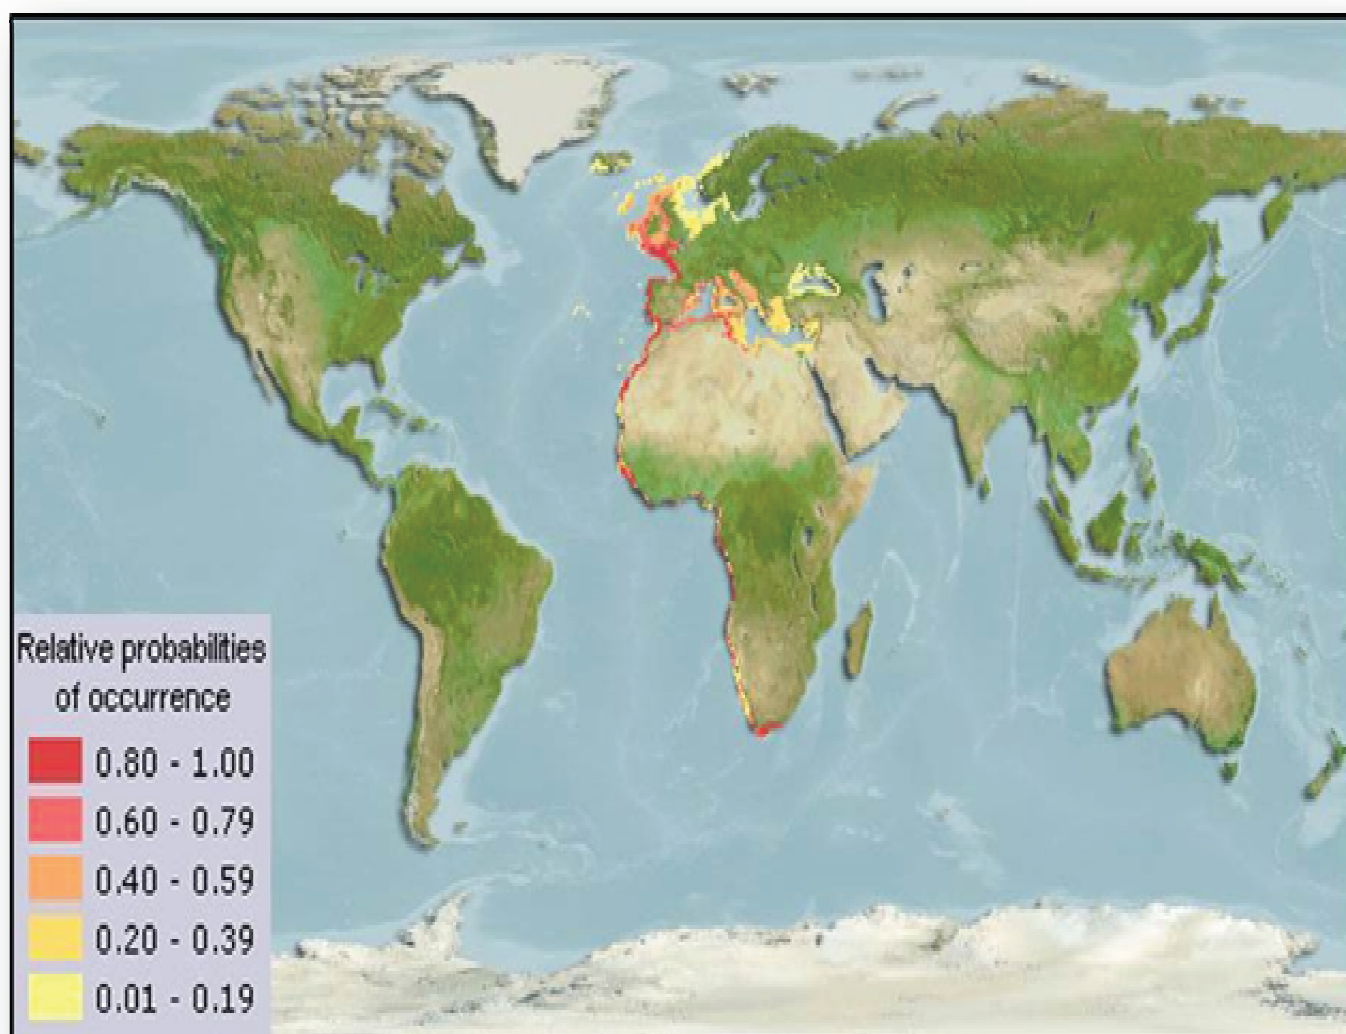 Relative probabilities
of occurrence
0.80 - 1.00
0.60 - 0.79
0.40 - 0.59
0.20 - 0.39
0.01 - 0.19